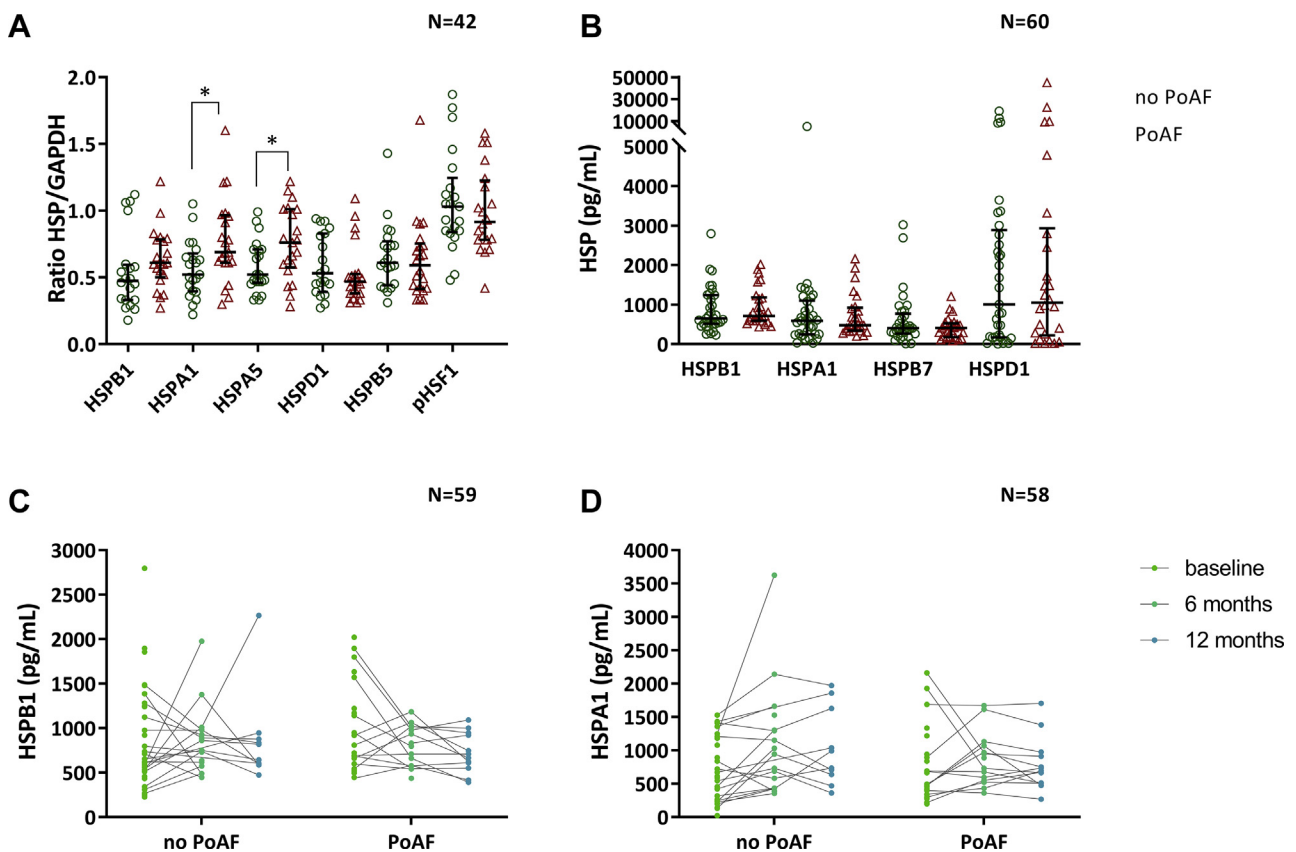 A
N=42
Ratio HSP/GAPDH
2.0
1.5
1.0
0.5
0.0
*
*
HSPB1
HSPA1
HSPA5
HSPD1
HSPB5
pHSF1
B
N=60
HSP (pg/mL)
50000
30000
10000
5000
4000
3000
2000
1000
0
HSPB1
HSPA1
HSPB7
HSPD1
no PoAF
PoAF
C
N=59
HSPB1 (pg/mL)
3000
2500
2000
1500
1000
500
0
no PoAF
PoAF
D
N=58
HSPA1 (pg/mL)
4000
3500
3000
2500
2000
1500
1000
500
0
no PoAF
PoAF
baseline
6 months
12 months